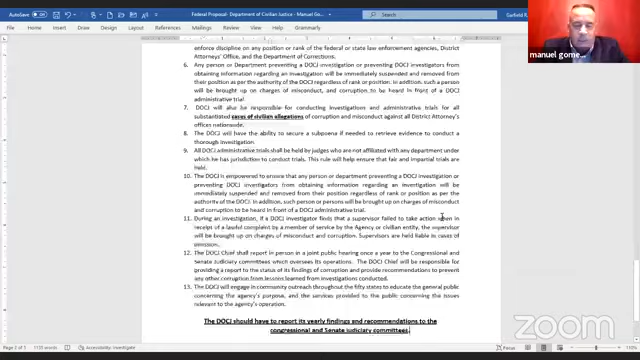 AutoSave Off
Federal Proposal- Department of Civilian Justice - Manuel Gom
Garfield
File Home Insert Draw Design Layout References Mailings Review View Help
Share Comments
enforce discipline on any position or rank of the federal or state law enforcement agencies, District
Attorneys' Office, and the Department of Corrections.
6. Any person or Department preventing a DOCJ investigation or preventing DOCJ investigators from
obtaining information regarding an investigation will be immediately suspended and removed from
their position as per the authority of the DOCJ regardless of rank or position. In addition, such a person
will be brought up on charges of misconduct, and corruption to be heard in front of a DOCJ
administrative trial.
7. DOCJ will also be responsible for conducting investigations and administrative trials for all
substantiated cases of civilian allegations of corruption and misconduct against all District Attorney's
offices nationwide.
8. The DOCJ will have the ability to secure a subpoena if needed to retrieve evidence to conduct a
thorough investigation.
9. All DOCJ administrative trials shall be held by judges who are not affiliated with any department under
which he has jurisdiction to conduct trials. This rule will help ensure that fair and impartial trials are
held.
10. The DOCJ is empowered to ensure that any person or department preventing a DOCJ investigation or
preventing DOCJ investigators from obtaining information regarding an investigation will be
immediately suspended and removed from their position regardless of rank or position as per the
authority of the DOCJ. In addition, such person or persons will be brought up on charges of misconduct
and corruption to be heard in front of a DOCJ administrative trial.
11. During an investigation, if a DOCJ investigator finds that a supervisor failed to take action when in
receipt of a lawful complaint by a member of service by the Agency or civilian entity, the supervisor
will be brought up on charges of misconduct and corruption. Supervisors are held liable in cases of
omission.
12. The DOCJ Chief shall report in person in a joint public hearing once a year to the Congressional and
Senate Judiciary committees which oversees its operations. The DOCJ Chief will be responsible for
providing a report to the status of its findings of corruption and provide recommendations to prevent
any other corruption from lessons learned from investigations conducted.
13. The DOCJ will engage in community outreach throughout the fifty states to educate the general public
concerning the agency's purpose, and the services provided to the public concerning the issues
relevant to the agency's operation.
The DOCJ should have to report its yearly findings and recommendations to the
congressional and Senate judiciary committees.
manuel gome...
zoom
Page 2 of 5 words Accessibility: Investigate
Focus 110%